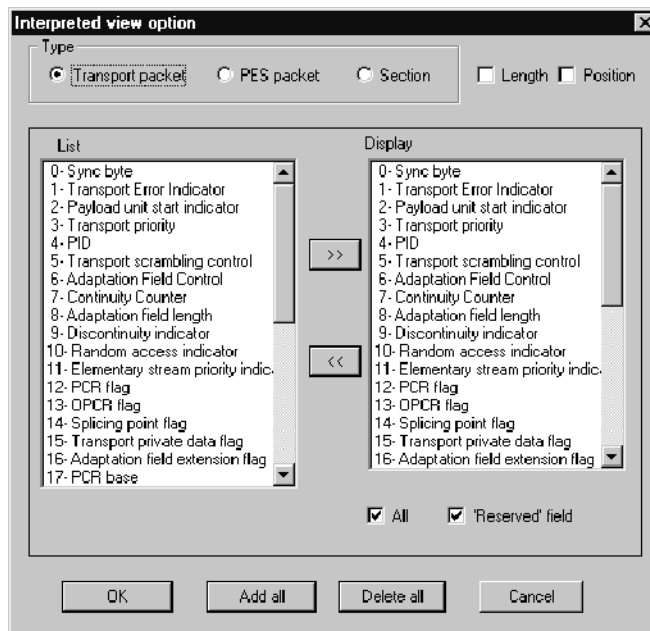 Interpreted view option
Type
Transport packet PES packet Section Length Position
List Display
0- Sync byte
1- Transport Error Indicator
2- Payload unit start indicator
3- Transport priority
4- PID
5- Transport scrambling control
6- Adaptation Field Control
7- Continuity Counter
8- Adaptation field length
9- Discontinuity indicator
10- Random access indicator
11- Elementary stream priority indic
12- PCR flag
13- OPCR flag
14- Splicing point flag
15- Transport private data flag
16- Adaptation field extension flag
17- PCR base
>>
<<
0- Sync byte
1- Transport Error Indicator
2- Payload unit start indicator
3- Transport priority
4- PID
5- Transport scrambling control
6- Adaptation Field Control
7- Continuity Counter
8- Adaptation field length
9- Discontinuity indicator
10- Random access indicator
11- Elementary stream priority indic
12- PCR flag
13- OPCR flag
14- Splicing point flag
15- Transport private data flag
16- Adaptation field extension flag
All 'Reserved' field
OK Add all Delete all Cancel